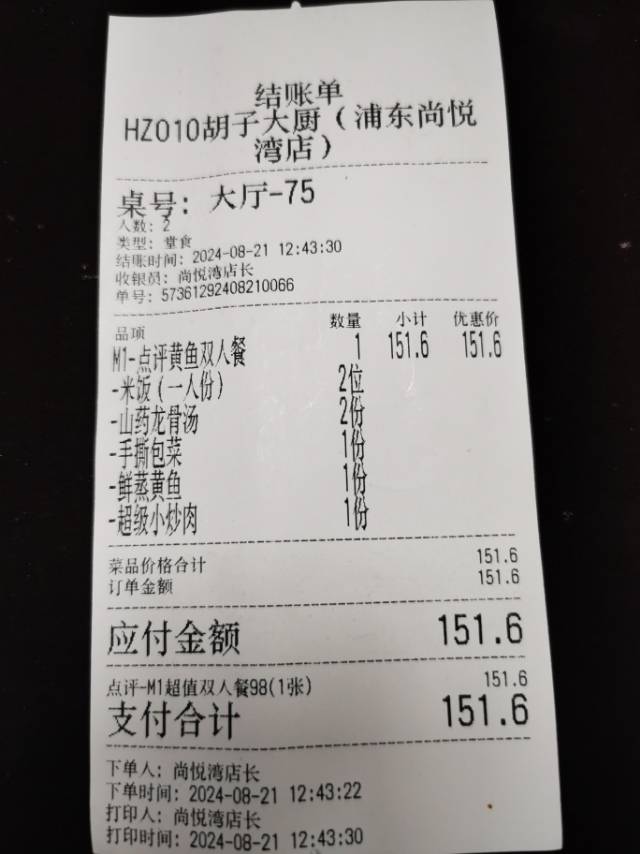 结账单
HZ010胡子大厨（浦东尚悦
湾店）
桌号: 大厅-75
人数: 2
类型: 堂食
结账时间: 2024-08-21 12:43:30
收银员: 尚悦湾店长
单号: 57361292408210066
品项 数量 小计 优惠价
M1-点评黄鱼双人餐 1 151.6 151.6
-米饭(一人份) 2位
-山药龙骨汤 2份
-手撕包菜 1份
-鲜蒸黄鱼 1份
-超级小炒肉 1份
菜品价格合计 151.6
订单金额 151.6
应付金额 151.6
点评-M1超值双人餐98(1张) 151.6
支付合计 151.6
下单人: 尚悦湾店长
下单时间: 2024-08-21 12:43:22
打印人: 尚悦湾店长
打印时间: 2024-08-21 12:43:30